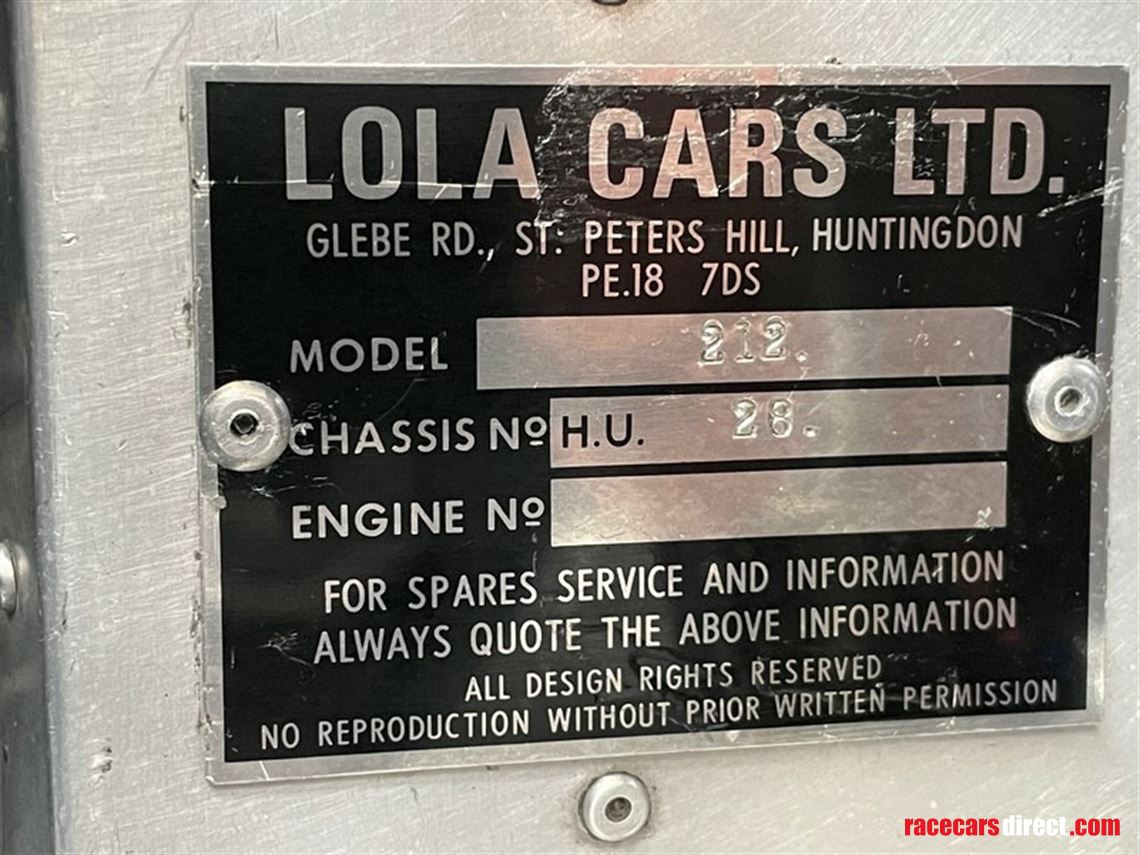 LOLA CARS LTD.
GLEBE RD., ST. PETERS HILL, HUNTINGDON
PE.18 7DS
MODEL 212.
CHASSIS Nº H.U. 28.
ENGINE Nº
FOR SPARES SERVICE AND INFORMATION
ALWAYS QUOTE THE ABOVE INFORMATION
ALL DESIGN RIGHTS RESERVED
NO REPRODUCTION WITHOUT PRIOR WRITTEN PERMISSION
racecarsdirect.com